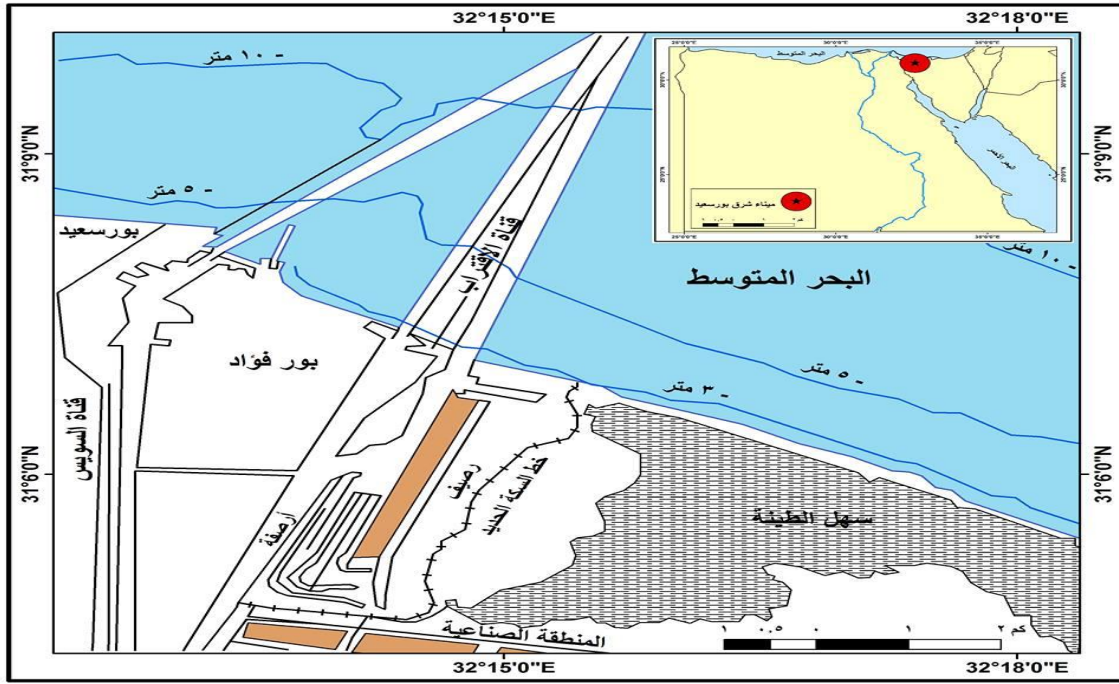 32°15'0"E
32°18'0"E
31°9'0"N
31°9'0"N
31°6'0"N
31°6'0"N
32°15'0"E
32°18'0"E
- ١٠ متر
- ٥ متر
بورسعيد
قناة الاقتراب
البحر المتوسط
البحر الأحمر
ميناء شرق بورسعيد
كم
- ١٠ متر
البحر المتوسط
بور فؤاد
- ٥ متر
- ٣ متر
قناة السويس
رصيف
خط السكة الحديد
أرصفة
سهل الطينة
المنطقة الصناعية
١ ٠.٥ ٠ ١ ٢ كم